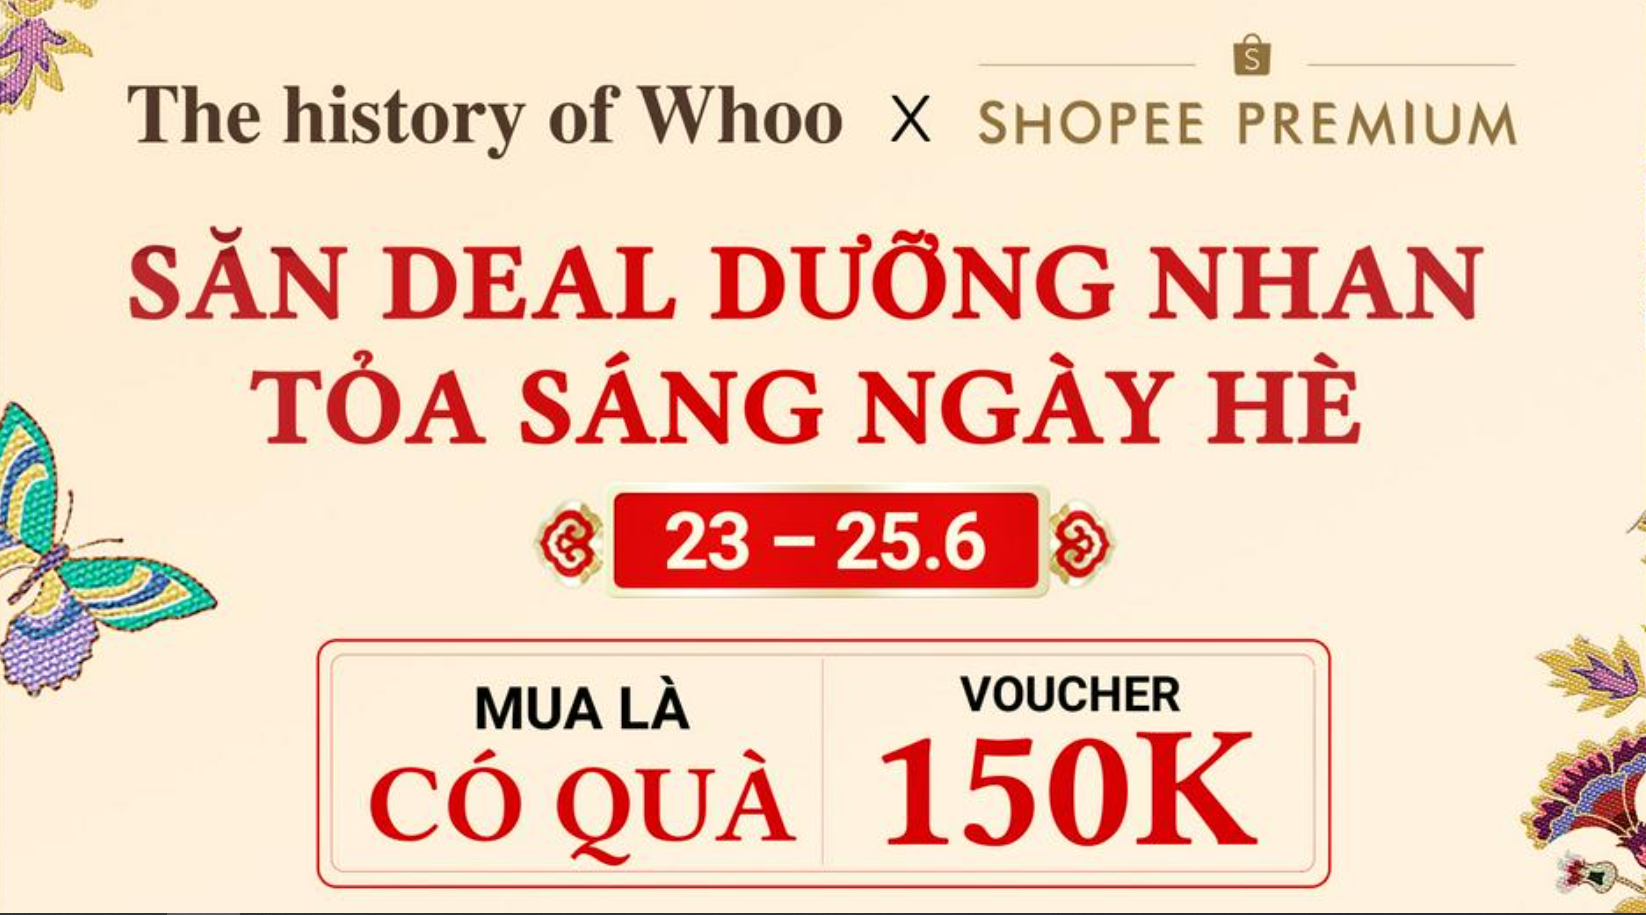 The history of Whoo X SHOPEE PREMIUM
SĂN DEAL DƯỠNG NHAN
TỎA SÁNG NGÀY HÈ
23 – 25.6
MUA LÀ
CÓ QUÀ
VOUCHER
150K